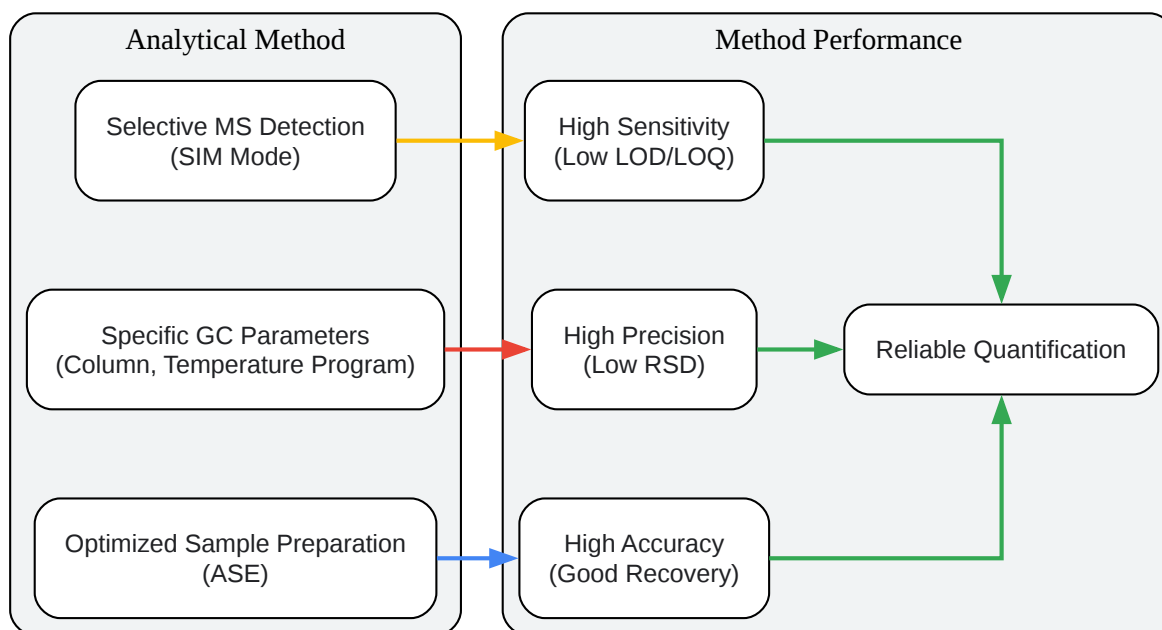 Analytical Method
Method Performance
Selective MS Detection
(SIM Mode)
High Sensitivity
(Low LOD/LOQ)
Specific GC Parameters
(Column, Temperature Program)
High Precision
(Low RSD)
Reliable Quantification
Optimized Sample Preparation
(ASE)
High Accuracy
(Good Recovery)